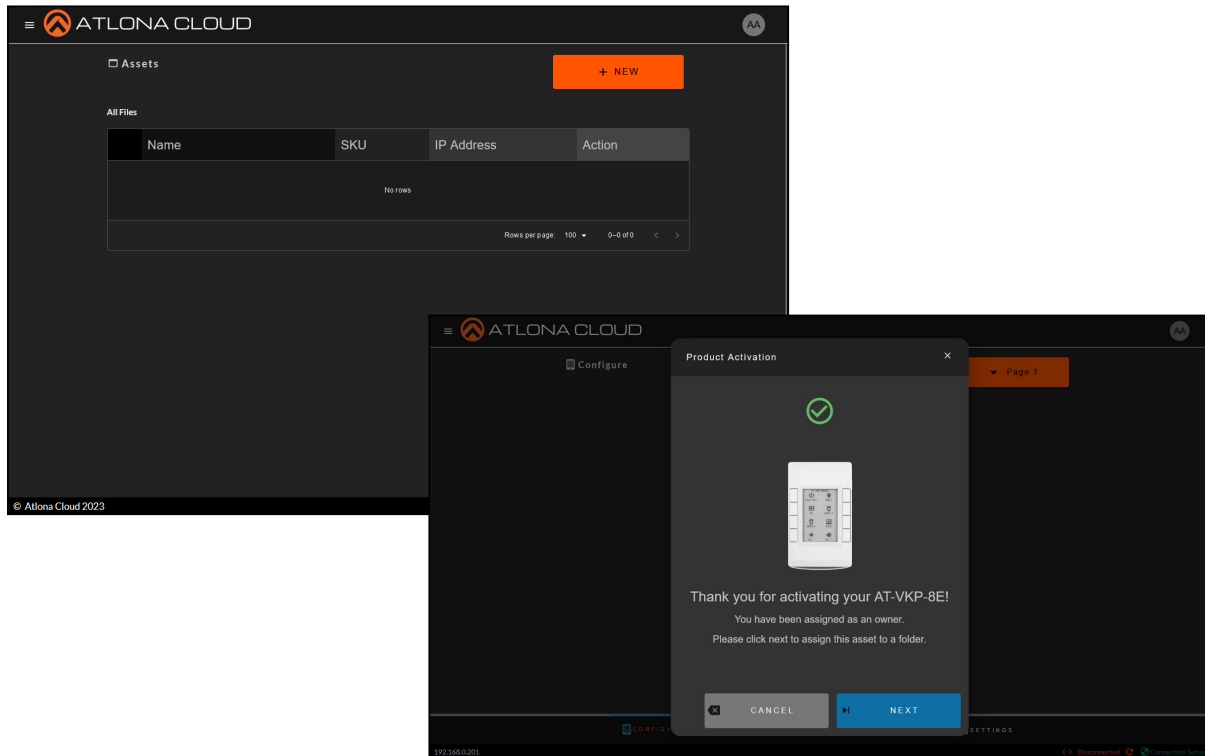 ATLONA CLOUD
AA
Assets
+ NEW
All Files
Name SKU IP Address Action
No rows
Rows per page: 100 0–0 of 0
© Atlona Cloud 2023
ATLONA CLOUD
AA
Configure
Page 1
Product Activation
Thank you for activating your AT-VKP-8E!
You have been assigned as an owner.
Please click next to assign this asset to a folder.
CANCEL
NEXT
CONFIGU
SETTINGS
192.168.0.201
Disconnected
Connection Setup